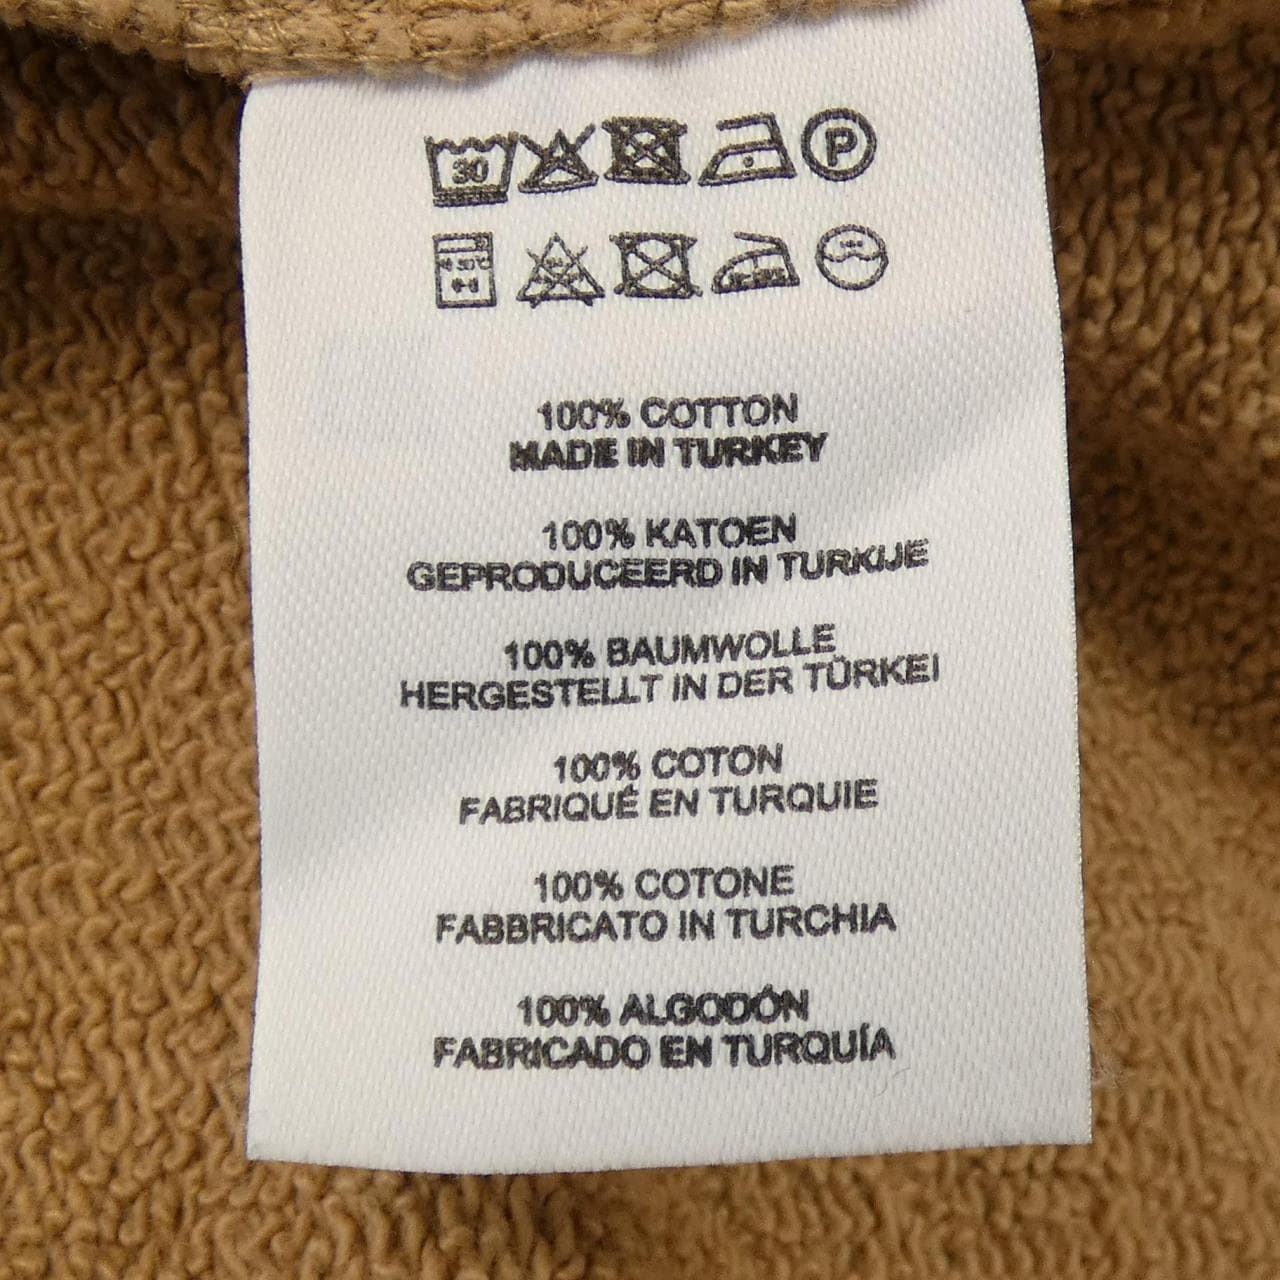 30
P
100% COTTON
MADE IN TURKEY
100% KATOEN
GEPRODUCEERD IN TURKIJE
100% BAUMWOLLE
HERGESTELLT IN DER TÜRKEI
100% COTON
FABRIQUÉ EN TURQUIE
100% COTONE
FABBRICATO IN TURCHIA
100% ALGODÓN
FABRICADO EN TURQUÍA